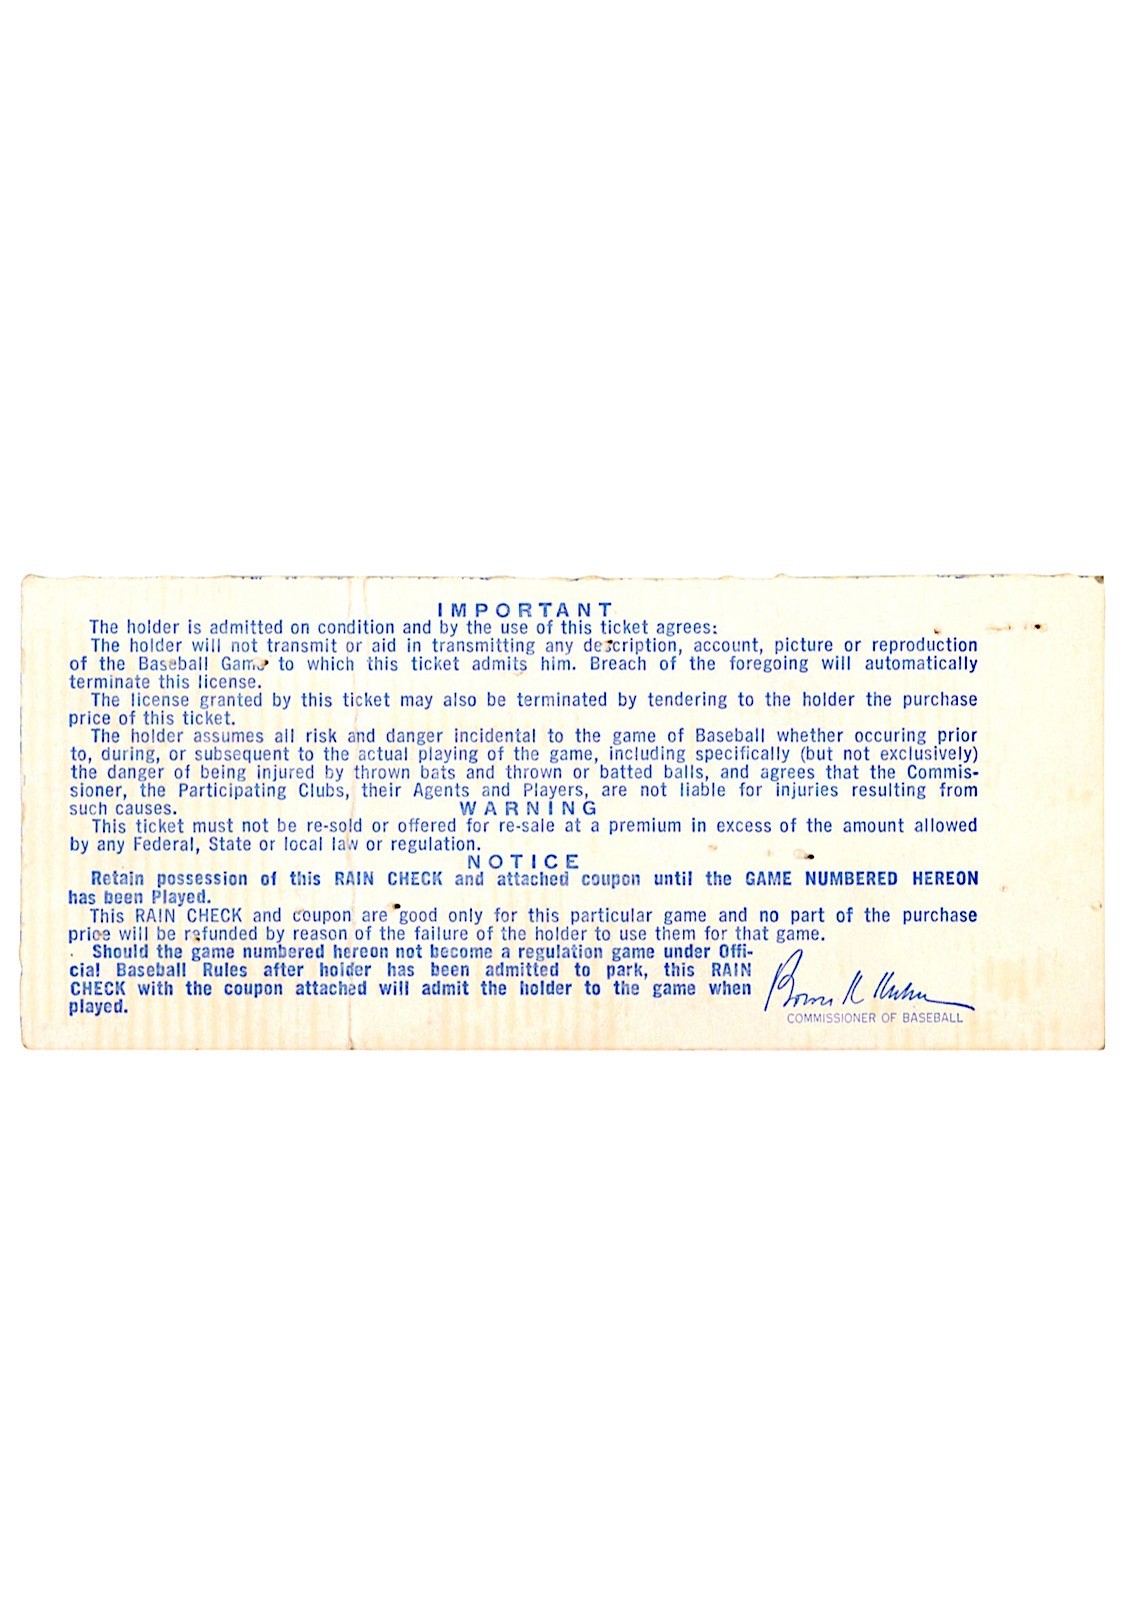 IMPORTANT
The holder is admitted on condition and by the use of this ticket agrees:
The holder will not transmit or aid in transmitting any description, account, picture or reproduction
of the Baseball Game to which this ticket admits him. Breach of the foregoing will automatically
terminate this license.
The license granted by this ticket may also be terminated by tendering to the holder the purchase
price of this ticket.
The holder assumes all risk and danger incidental to the game of Baseball whether occuring prior
to, during, or subsequent to the actual playing of the game, including specifically (but not exclusively)
the danger of being injured by thrown bats and thrown or batted balls, and agrees that the Commis-
sioner, the Participating Clubs, their Agents and Players, are not liable for injuries resulting from
such causes.
WARNING
This ticket must not be re-sold or offered for re-sale at a premium in excess of the amount allowed
by any Federal, State or local law or regulation.
NOTICE
Retain possession of this RAIN CHECK and attached coupon until the GAME NUMBERED HEREON
has been Played.
This RAIN CHECK and coupon are good only for this particular game and no part of the purchase
price will be refunded by reason of the failure of the holder to use them for that game.
Should the game numbered hereon not become a regulation game under Offi-
cial Baseball Rules after holder has been admitted to park, this RAIN
CHECK with the coupon attached will admit the holder to the game when
played.
Bowie K Kuhn
COMMISSIONER OF BASEBALL